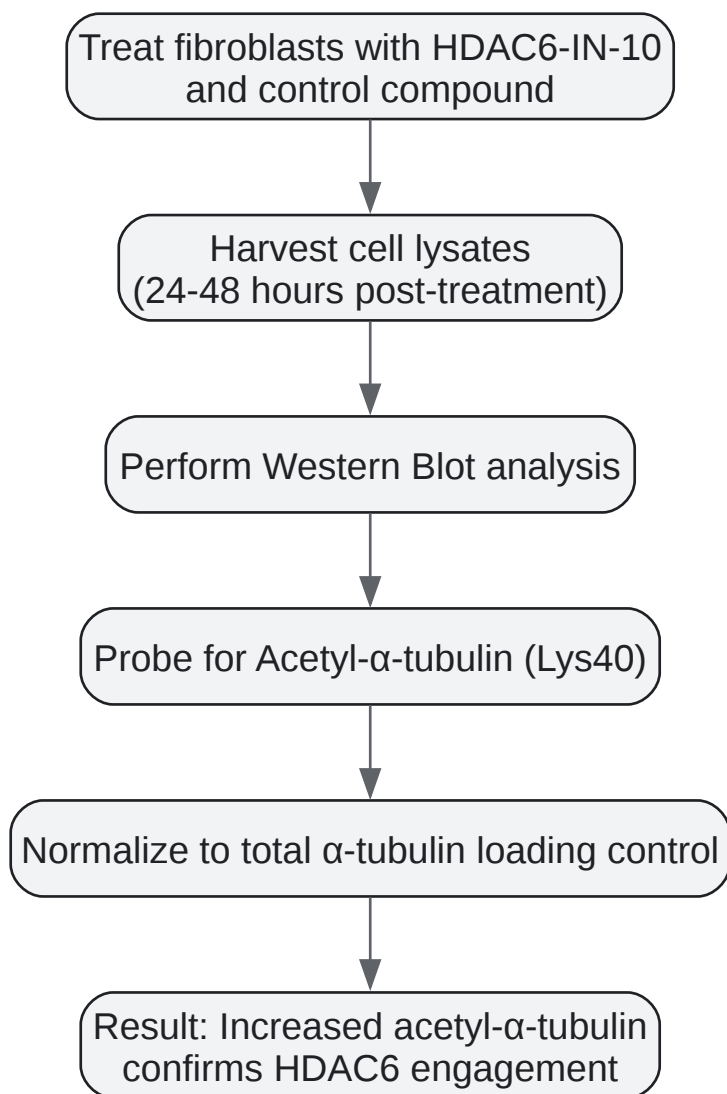 Treat fibroblasts with HDAC6-IN-10
and control compound
Harvest cell lysates
(24-48 hours post-treatment)
Perform Western Blot analysis
Probe for Acetyl-α-tubulin (Lys40)
Normalize to total α-tubulin loading control
Result: Increased acetyl-α-tubulin
confirms HDAC6 engagement